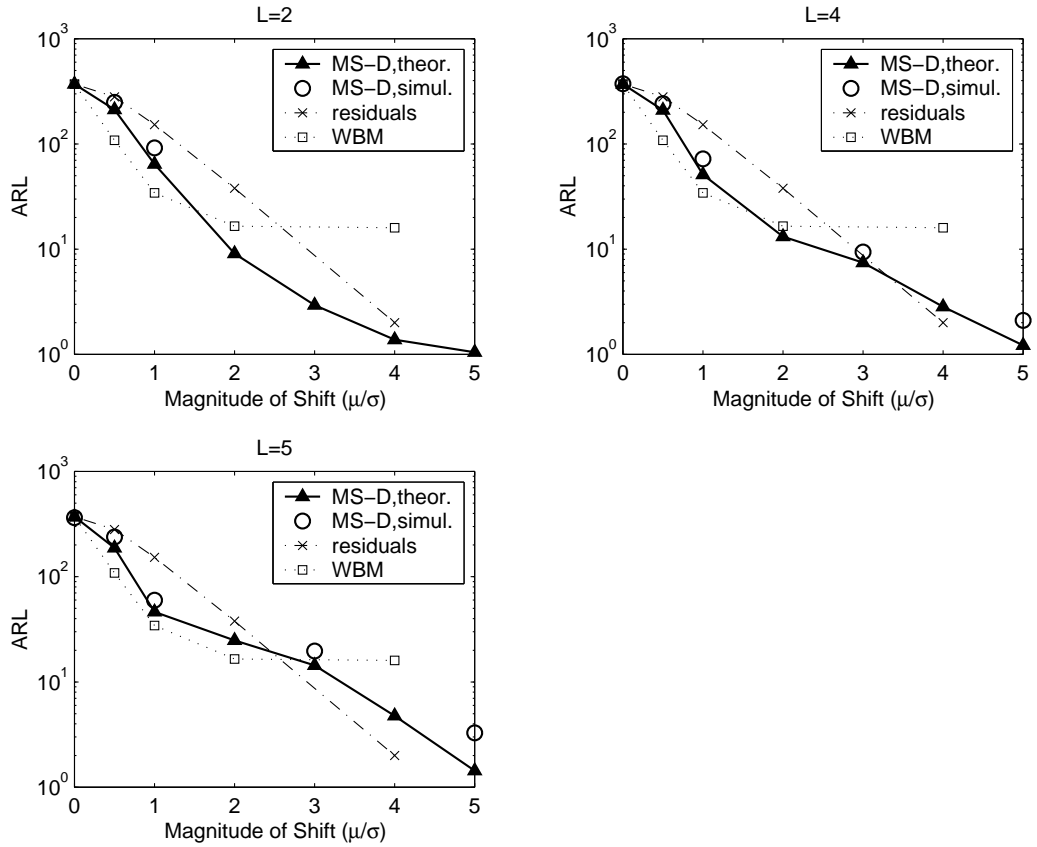 L=2
10^3
10^2
10^1
10^0
ARL
0 1 2 3 4 5
Magnitude of Shift (μ/σ)
MS−D,theor.
MS−D,simul.
residuals
WBM
L=4
10^3
10^2
10^1
10^0
ARL
0 1 2 3 4 5
Magnitude of Shift (μ/σ)
MS−D,theor.
MS−D,simul.
residuals
WBM
L=5
10^3
10^2
10^1
10^0
ARL
0 1 2 3 4 5
Magnitude of Shift (μ/σ)
MS−D,theor.
MS−D,simul.
residuals
WBM